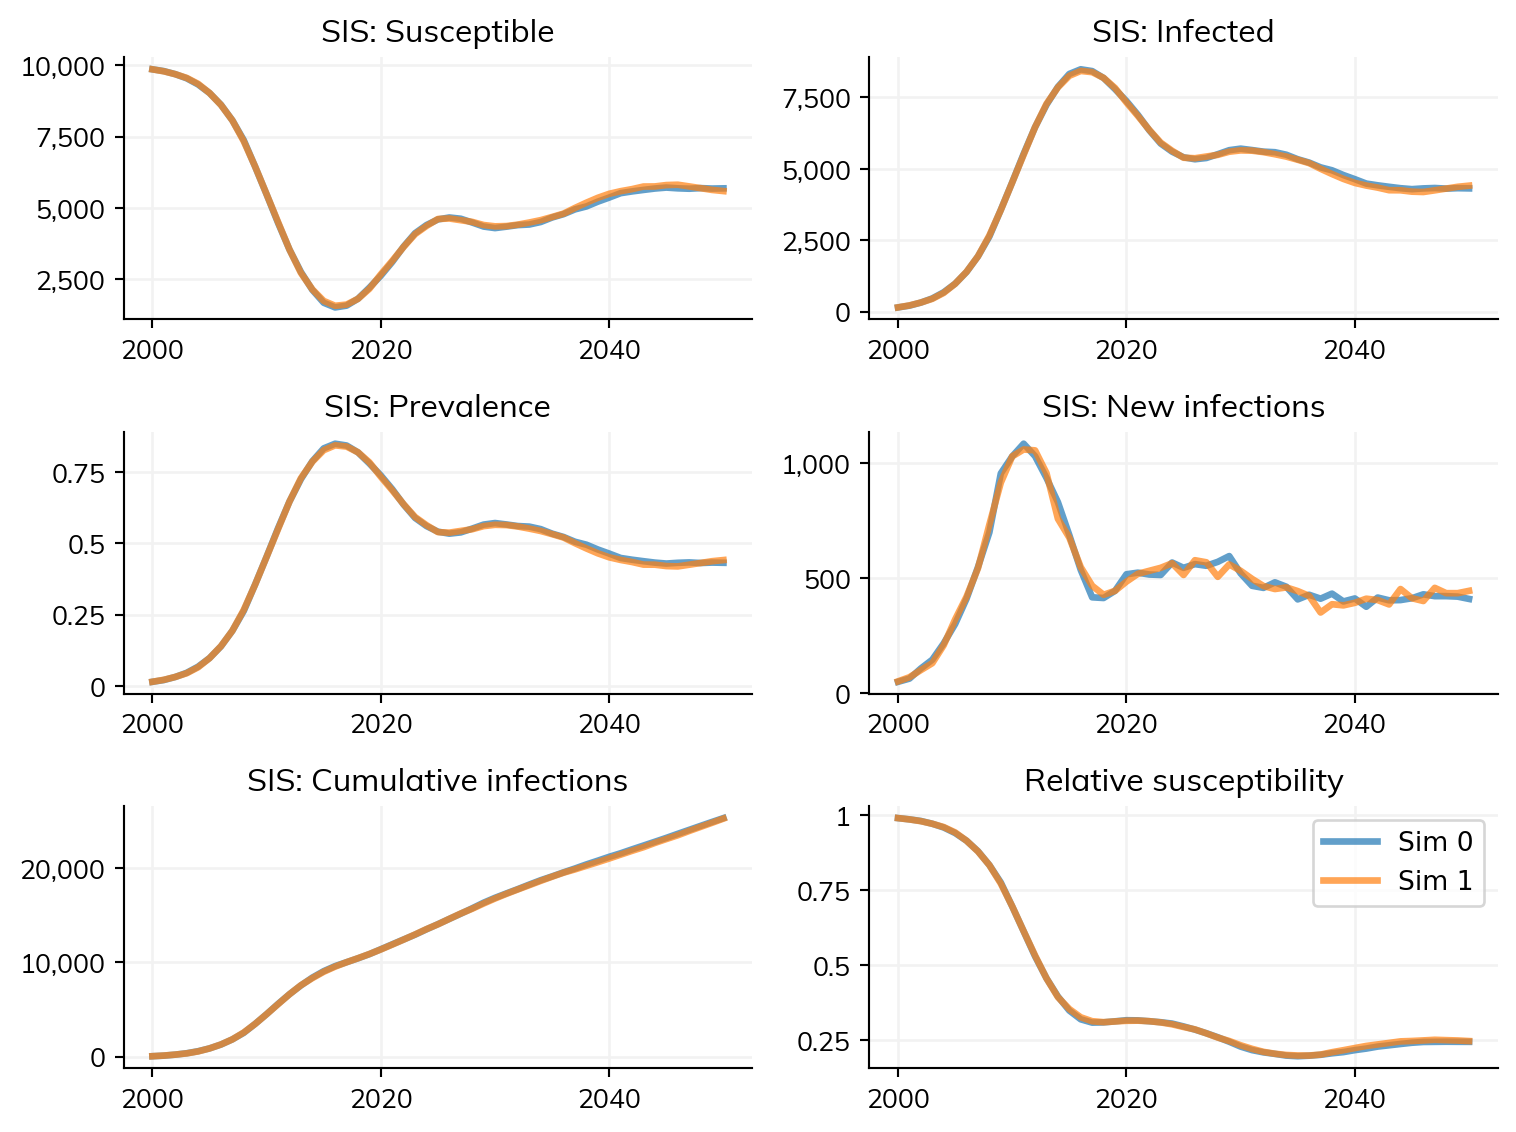 SIS: Susceptible
10,000
7,500
5,000
2,500
2000 2020 2040
SIS: Infected
7,500
5,000
2,500
0
2000 2020 2040
SIS: Prevalence
0.75
0.5
0.25
0
2000 2020 2040
SIS: New infections
1,000
500
0
2000 2020 2040
SIS: Cumulative infections
20,000
10,000
0
2000 2020 2040
Relative susceptibility
1
0.75
0.5
0.25
2000 2020 2040
Sim 0
Sim 1